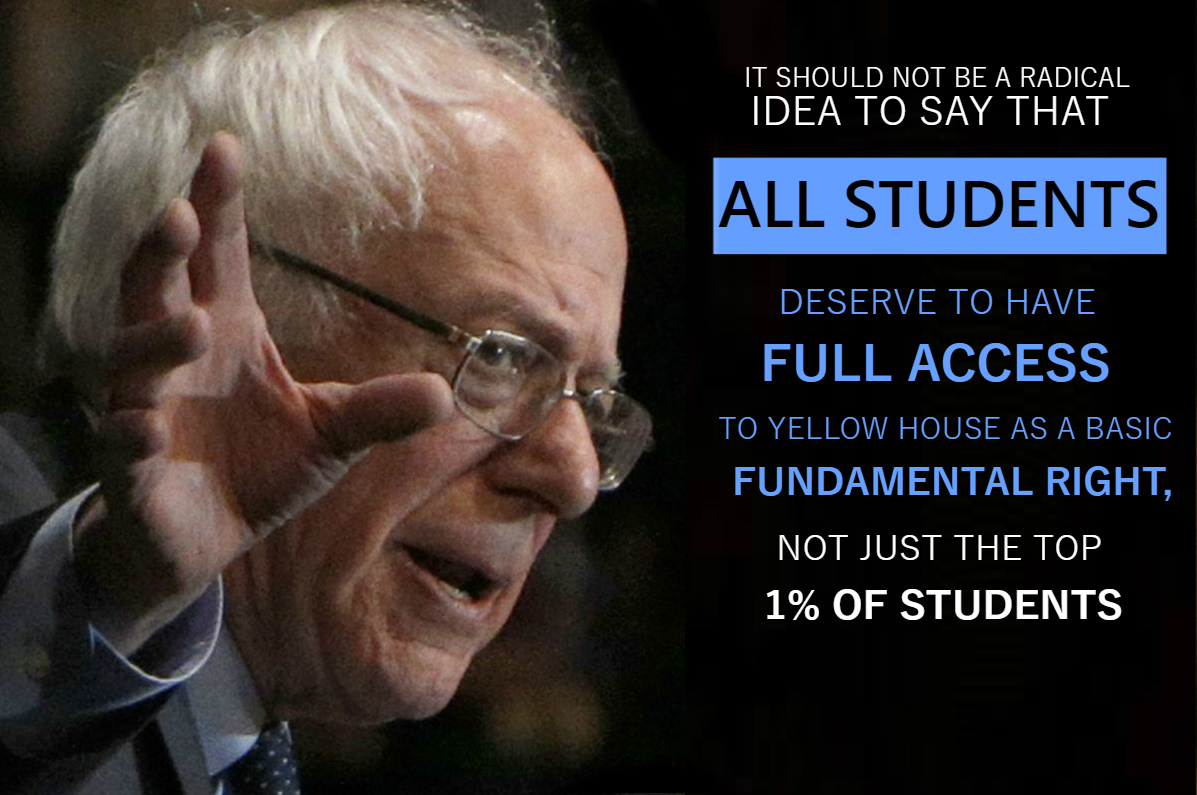 IT SHOULD NOT BE A RADICAL
IDEA TO SAY THAT
ALL STUDENTS
DESERVE TO HAVE
FULL ACCESS
TO YELLOW HOUSE AS A BASIC
FUNDAMENTAL RIGHT,
NOT JUST THE TOP
1% OF STUDENTS